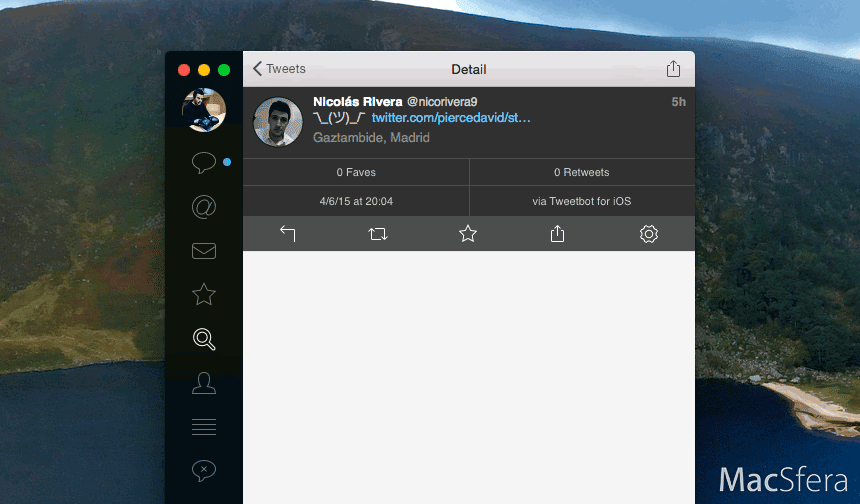 Tweets
Detail
Nicolás Rivera @nicorivera9
5h
¯\_(ツ)_/¯ twitter.com/piercedavid/st…
Gaztambide, Madrid
0 Faves
0 Retweets
4/6/15 at 20:04
via Tweetbot for iOS
MacSfera